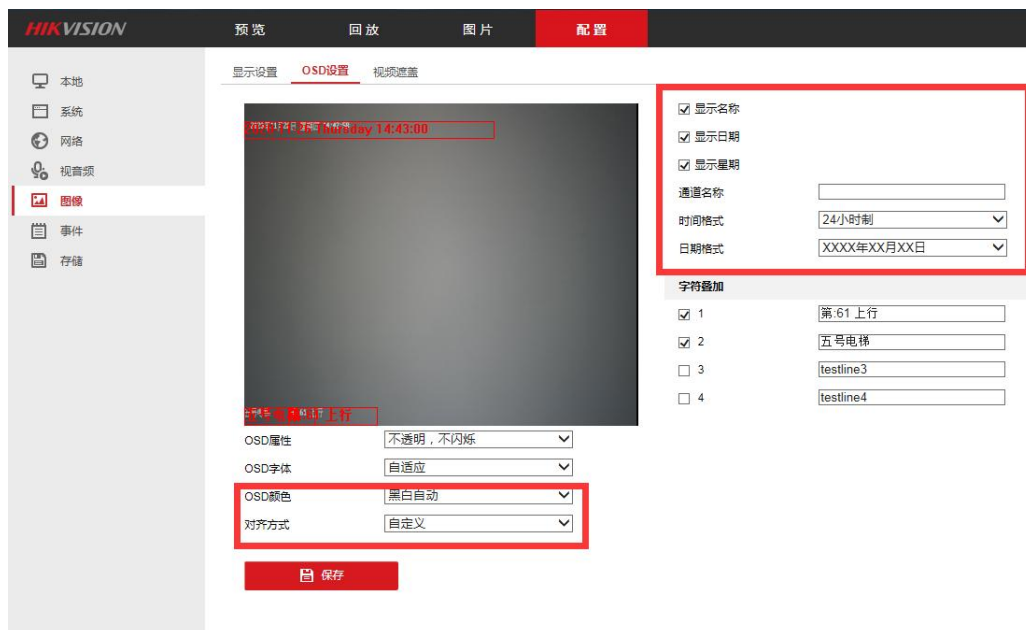 HIKVISION
预览 回放 图片 配置
本地
系统
网络
视音频
图像
事件
存储
显示设置 OSD设置 视频遮盖
Thursday 14:43:00
61 上行
OSD属性 不透明，不闪烁
OSD字体 自适应
OSD颜色 黑白自动
对齐方式 自定义
保存
显示名称
显示日期
显示星期
通道名称
时间格式 24小时制
日期格式 XXXX年XX月XX日
字符叠加
1 第:61 上行
2 五号电梯
3 testline3
4 testline4